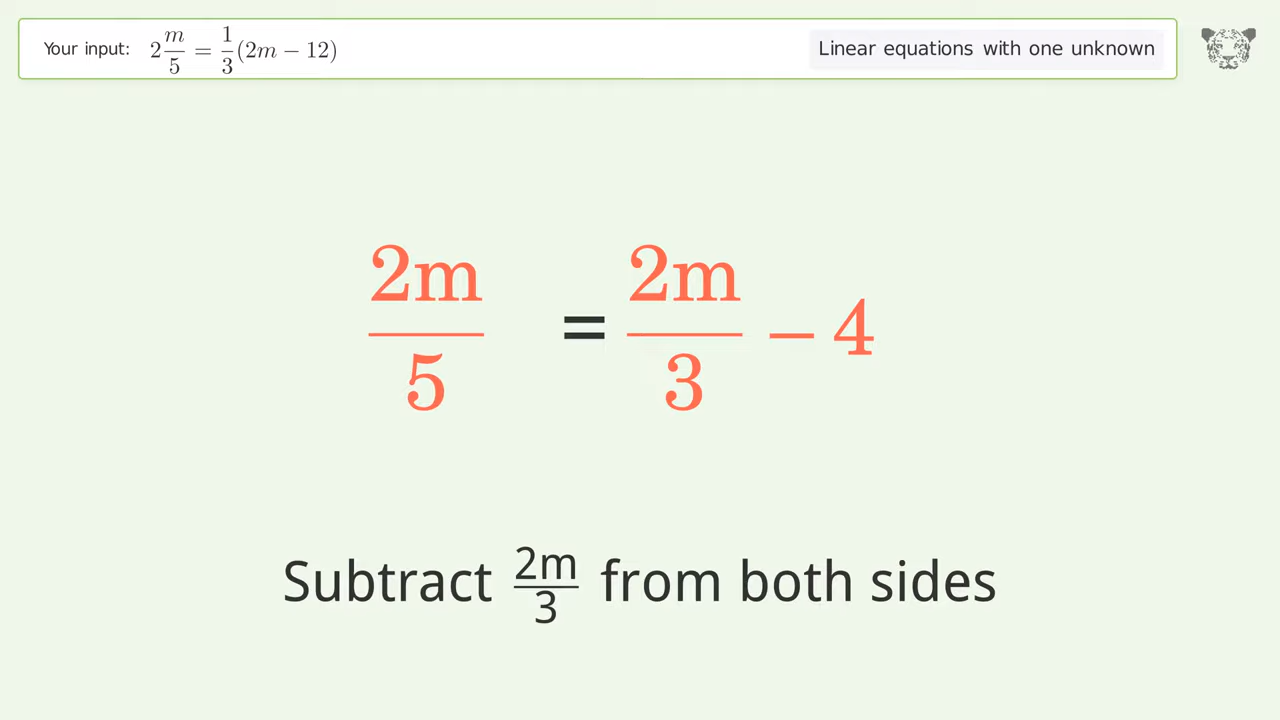 Your input: 2 m/5 = 1/3 (2m − 12)
Linear equations with one unknown
2m/5 = 2m/3 − 4
Subtract 2m/3 from both sides